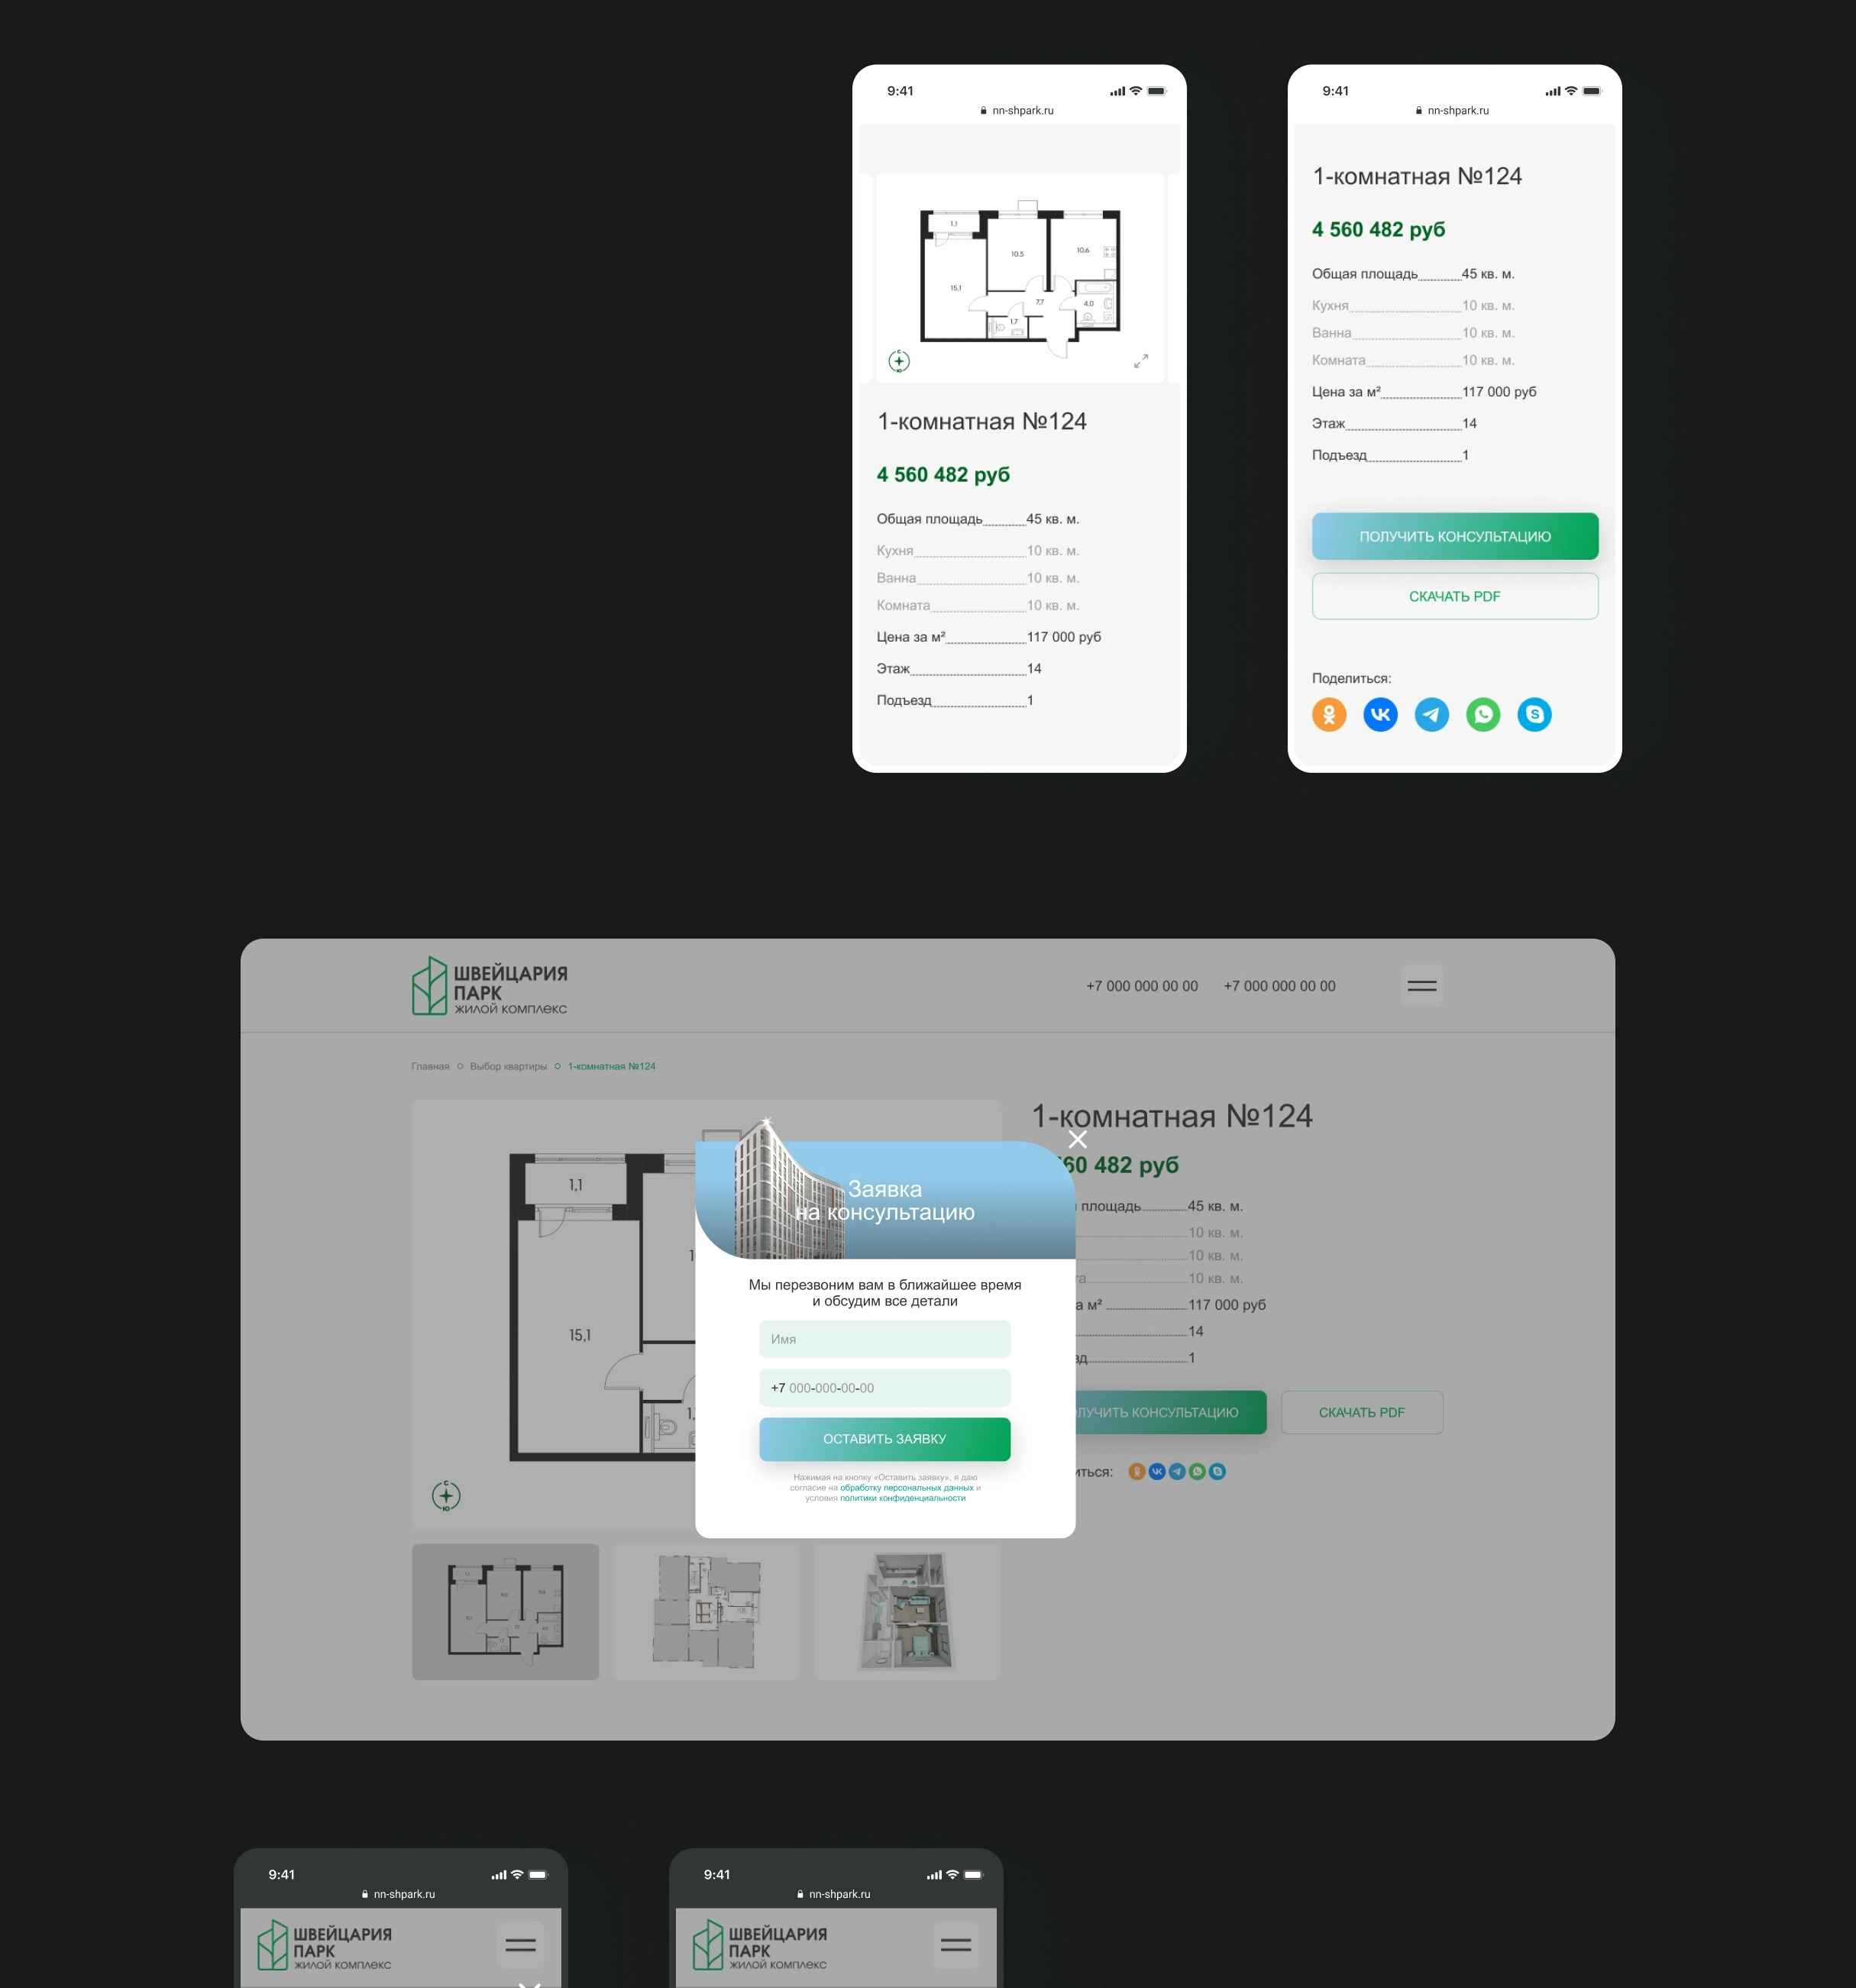 9:41
nn-shpark.ru
1,1
10,5
10,6
15,1
7,7
4,0
1,7
С
Ю
1-комнатная №124
4 560 482 руб
Общая площадь 45 кв. м.
Кухня 10 кв. м.
Ванна 10 кв. м.
Комната 10 кв. м.
Цена за м² 117 000 руб
Этаж 14
Подъезд 1
9:41
nn-shpark.ru
1-комнатная №124
4 560 482 руб
Общая площадь 45 кв. м.
Кухня 10 кв. м.
Ванна 10 кв. м.
Комната 10 кв. м.
Цена за м² 117 000 руб
Этаж 14
Подъезд 1
ПОЛУЧИТЬ КОНСУЛЬТАЦИЮ
СКАЧАТЬ PDF
Поделиться:
ШВЕЙЦАРИЯ
ПАРК
ЖИЛОЙ КОМПЛЕКС
+7 000 000 00 00 +7 000 000 00 00
Главная Выбор квартиры 1-комнатная №124
1,1
15,1
С
Ю
Заявка
на консультацию
Мы перезвоним вам в ближайшее время
и обсудим все детали
Имя
+7 000-000-00-00
ОСТАВИТЬ ЗАЯВКУ
Нажимая на кнопку «Оставить заявку», я даю
согласие на обработку персональных данных и
условия политики конфиденциальности
1-комнатная №124
60 482 руб
площадь 45 кв. м.
10 кв. м.
10 кв. м.
та 10 кв. м.
а м² 117 000 руб
14
зд 1
ЛУЧИТЬ КОНСУЛЬТАЦИЮ
СКАЧАТЬ PDF
иться:
9:41
nn-shpark.ru
ШВЕЙЦАРИЯ
ПАРК
ЖИЛОЙ КОМПЛЕКС
9:41
nn-shpark.ru
ШВЕЙЦАРИЯ
ПАРК
ЖИЛОЙ КОМПЛЕКС